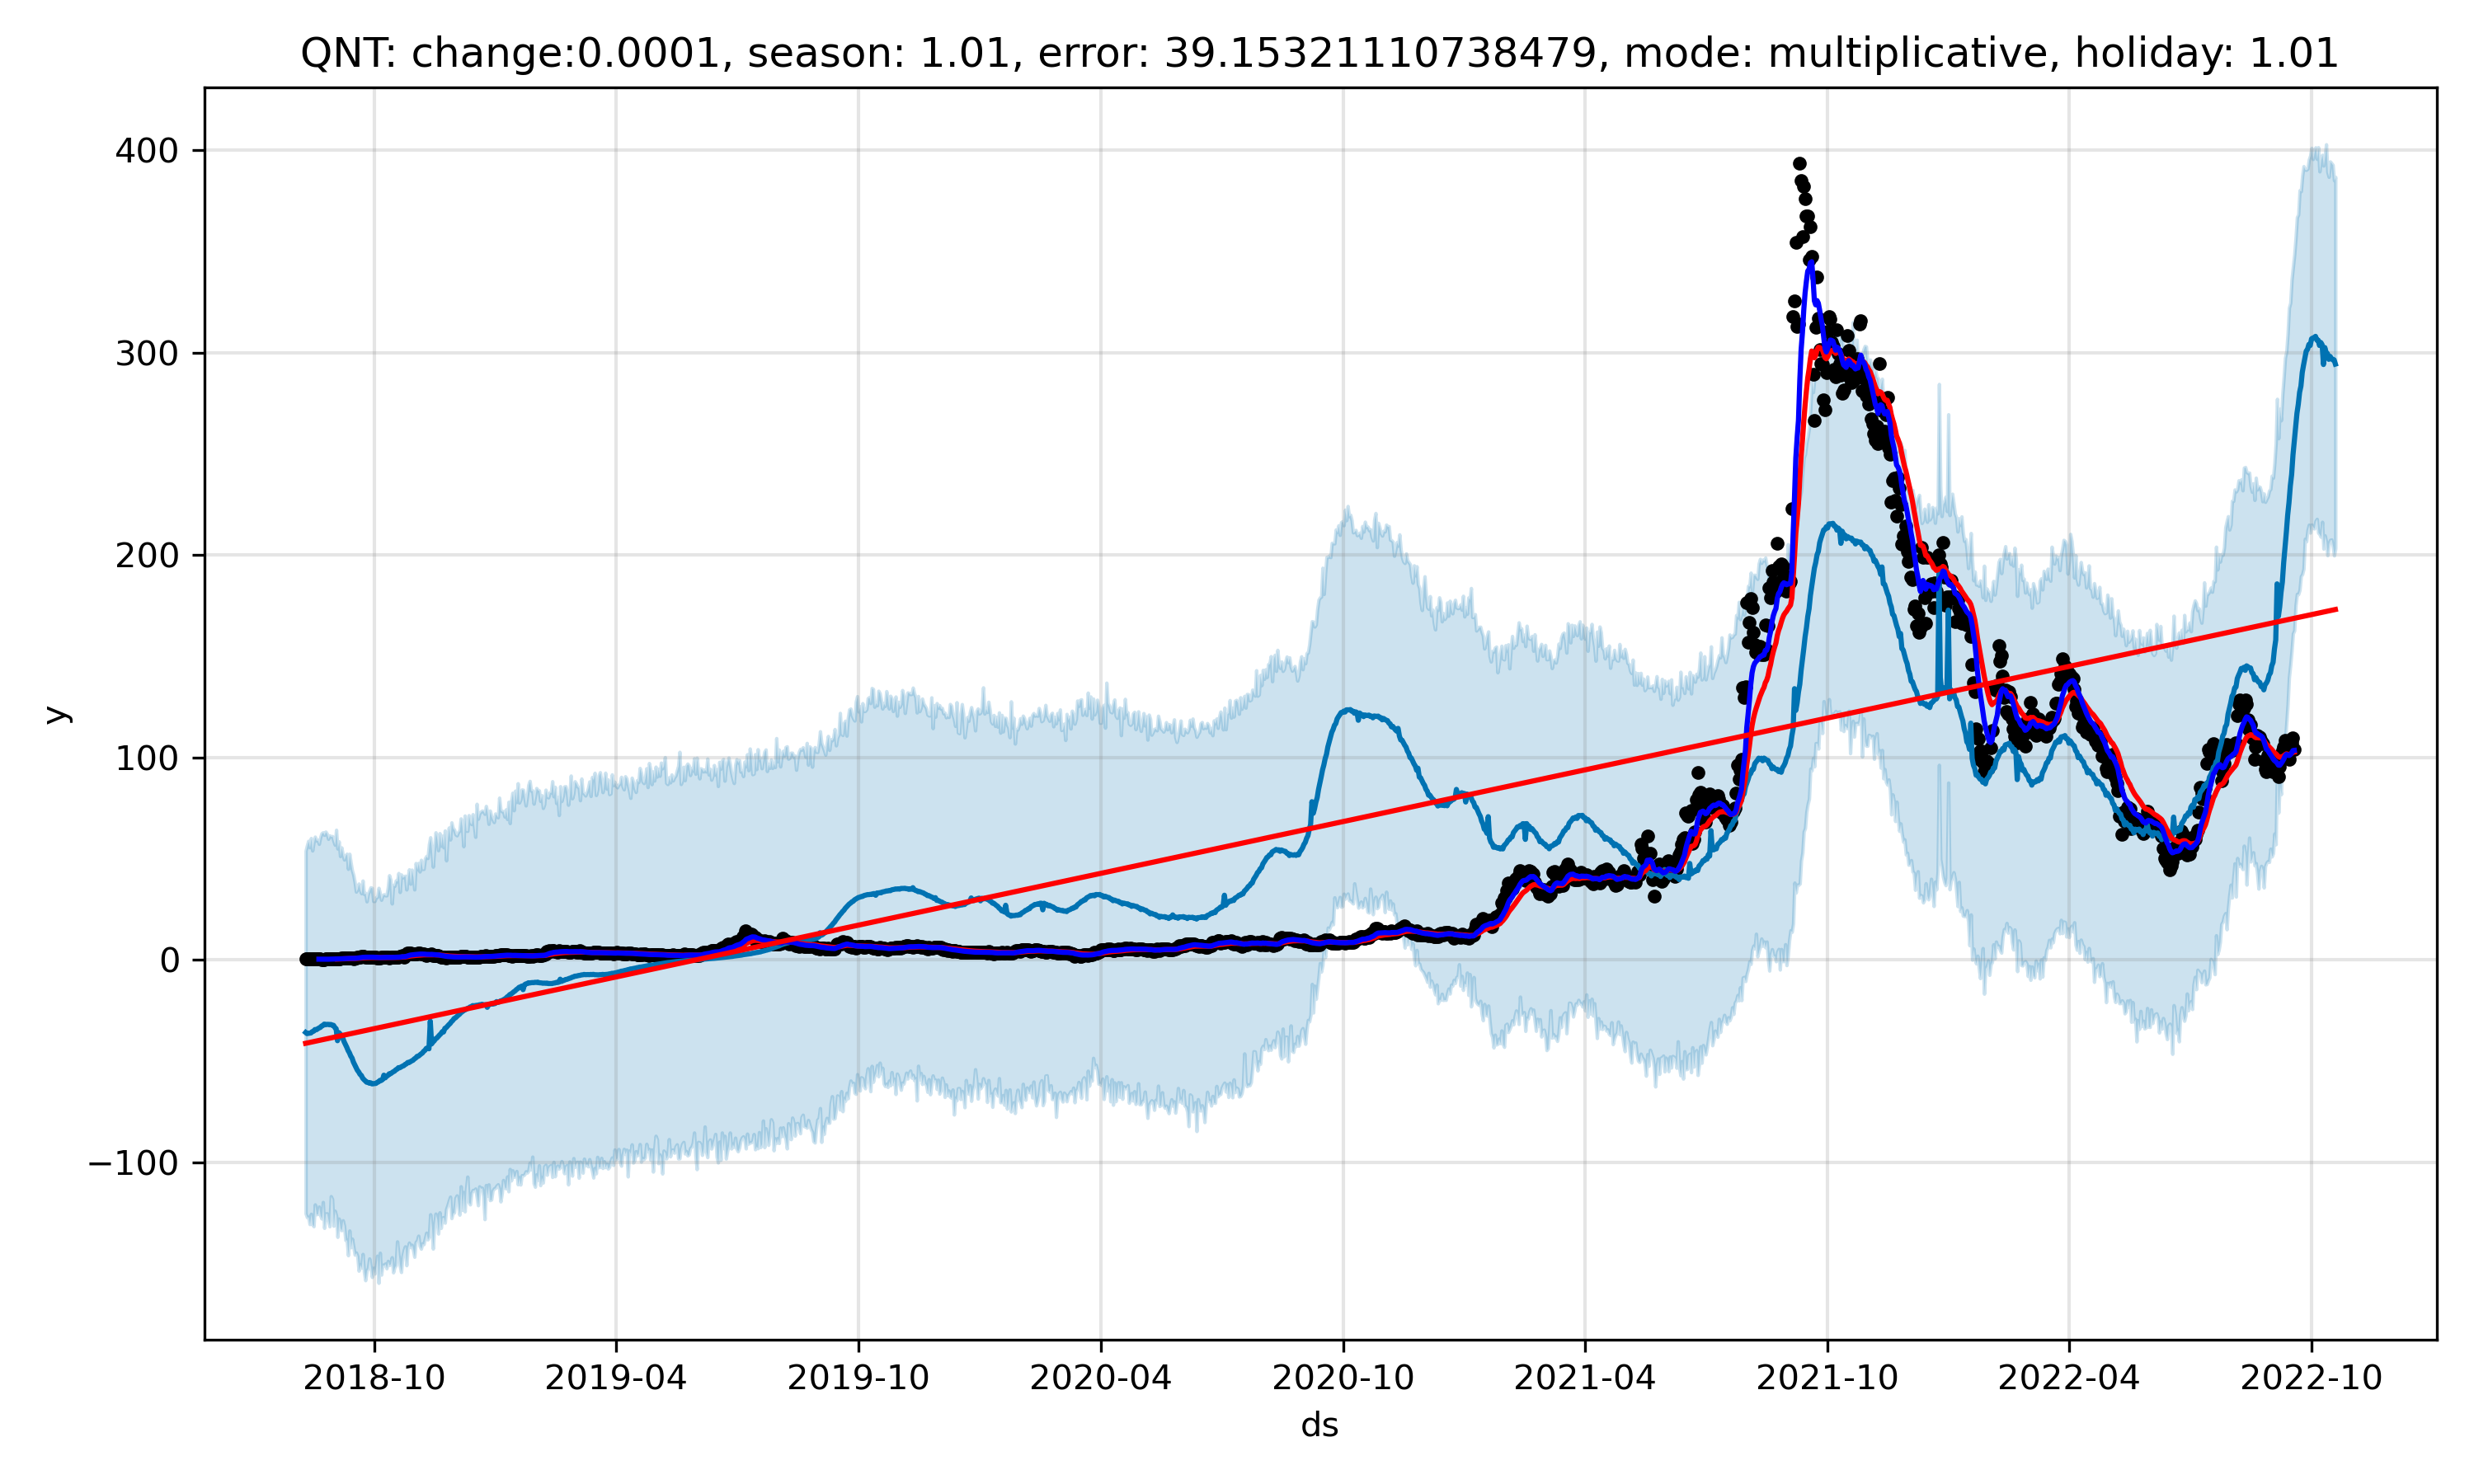 QNT: change:0.0001, season: 1.01, error: 39.15321110738479, mode: multiplicative, holiday: 1.01
400
300
200
100
0
−100
y
2018-10 2019-04 2019-10 2020-04 2020-10 2021-04 2021-10 2022-04 2022-10
ds